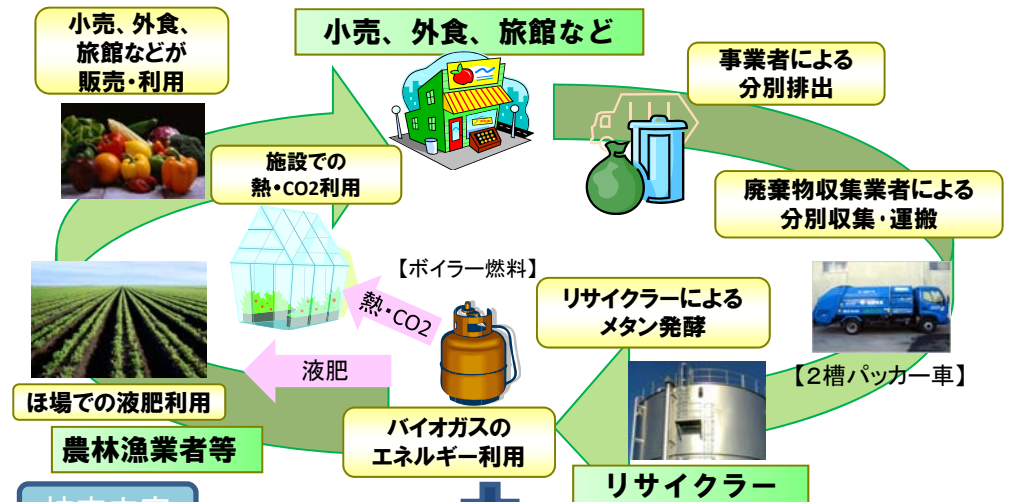 小売、外食、
旅館などが
販売・利用
小売、外食、旅館など
事業者による
分別排出
施設での
熱・CO2利用
廃棄物収集業者による
分別収集・運搬
【ボイラー燃料】
熱・CO2
リサイクラーによる
メタン発酵
液肥
【２槽パッカー車】
ほ場での液肥利用
バイオガスの
エネルギー利用
農林漁業者等
リサイクラー